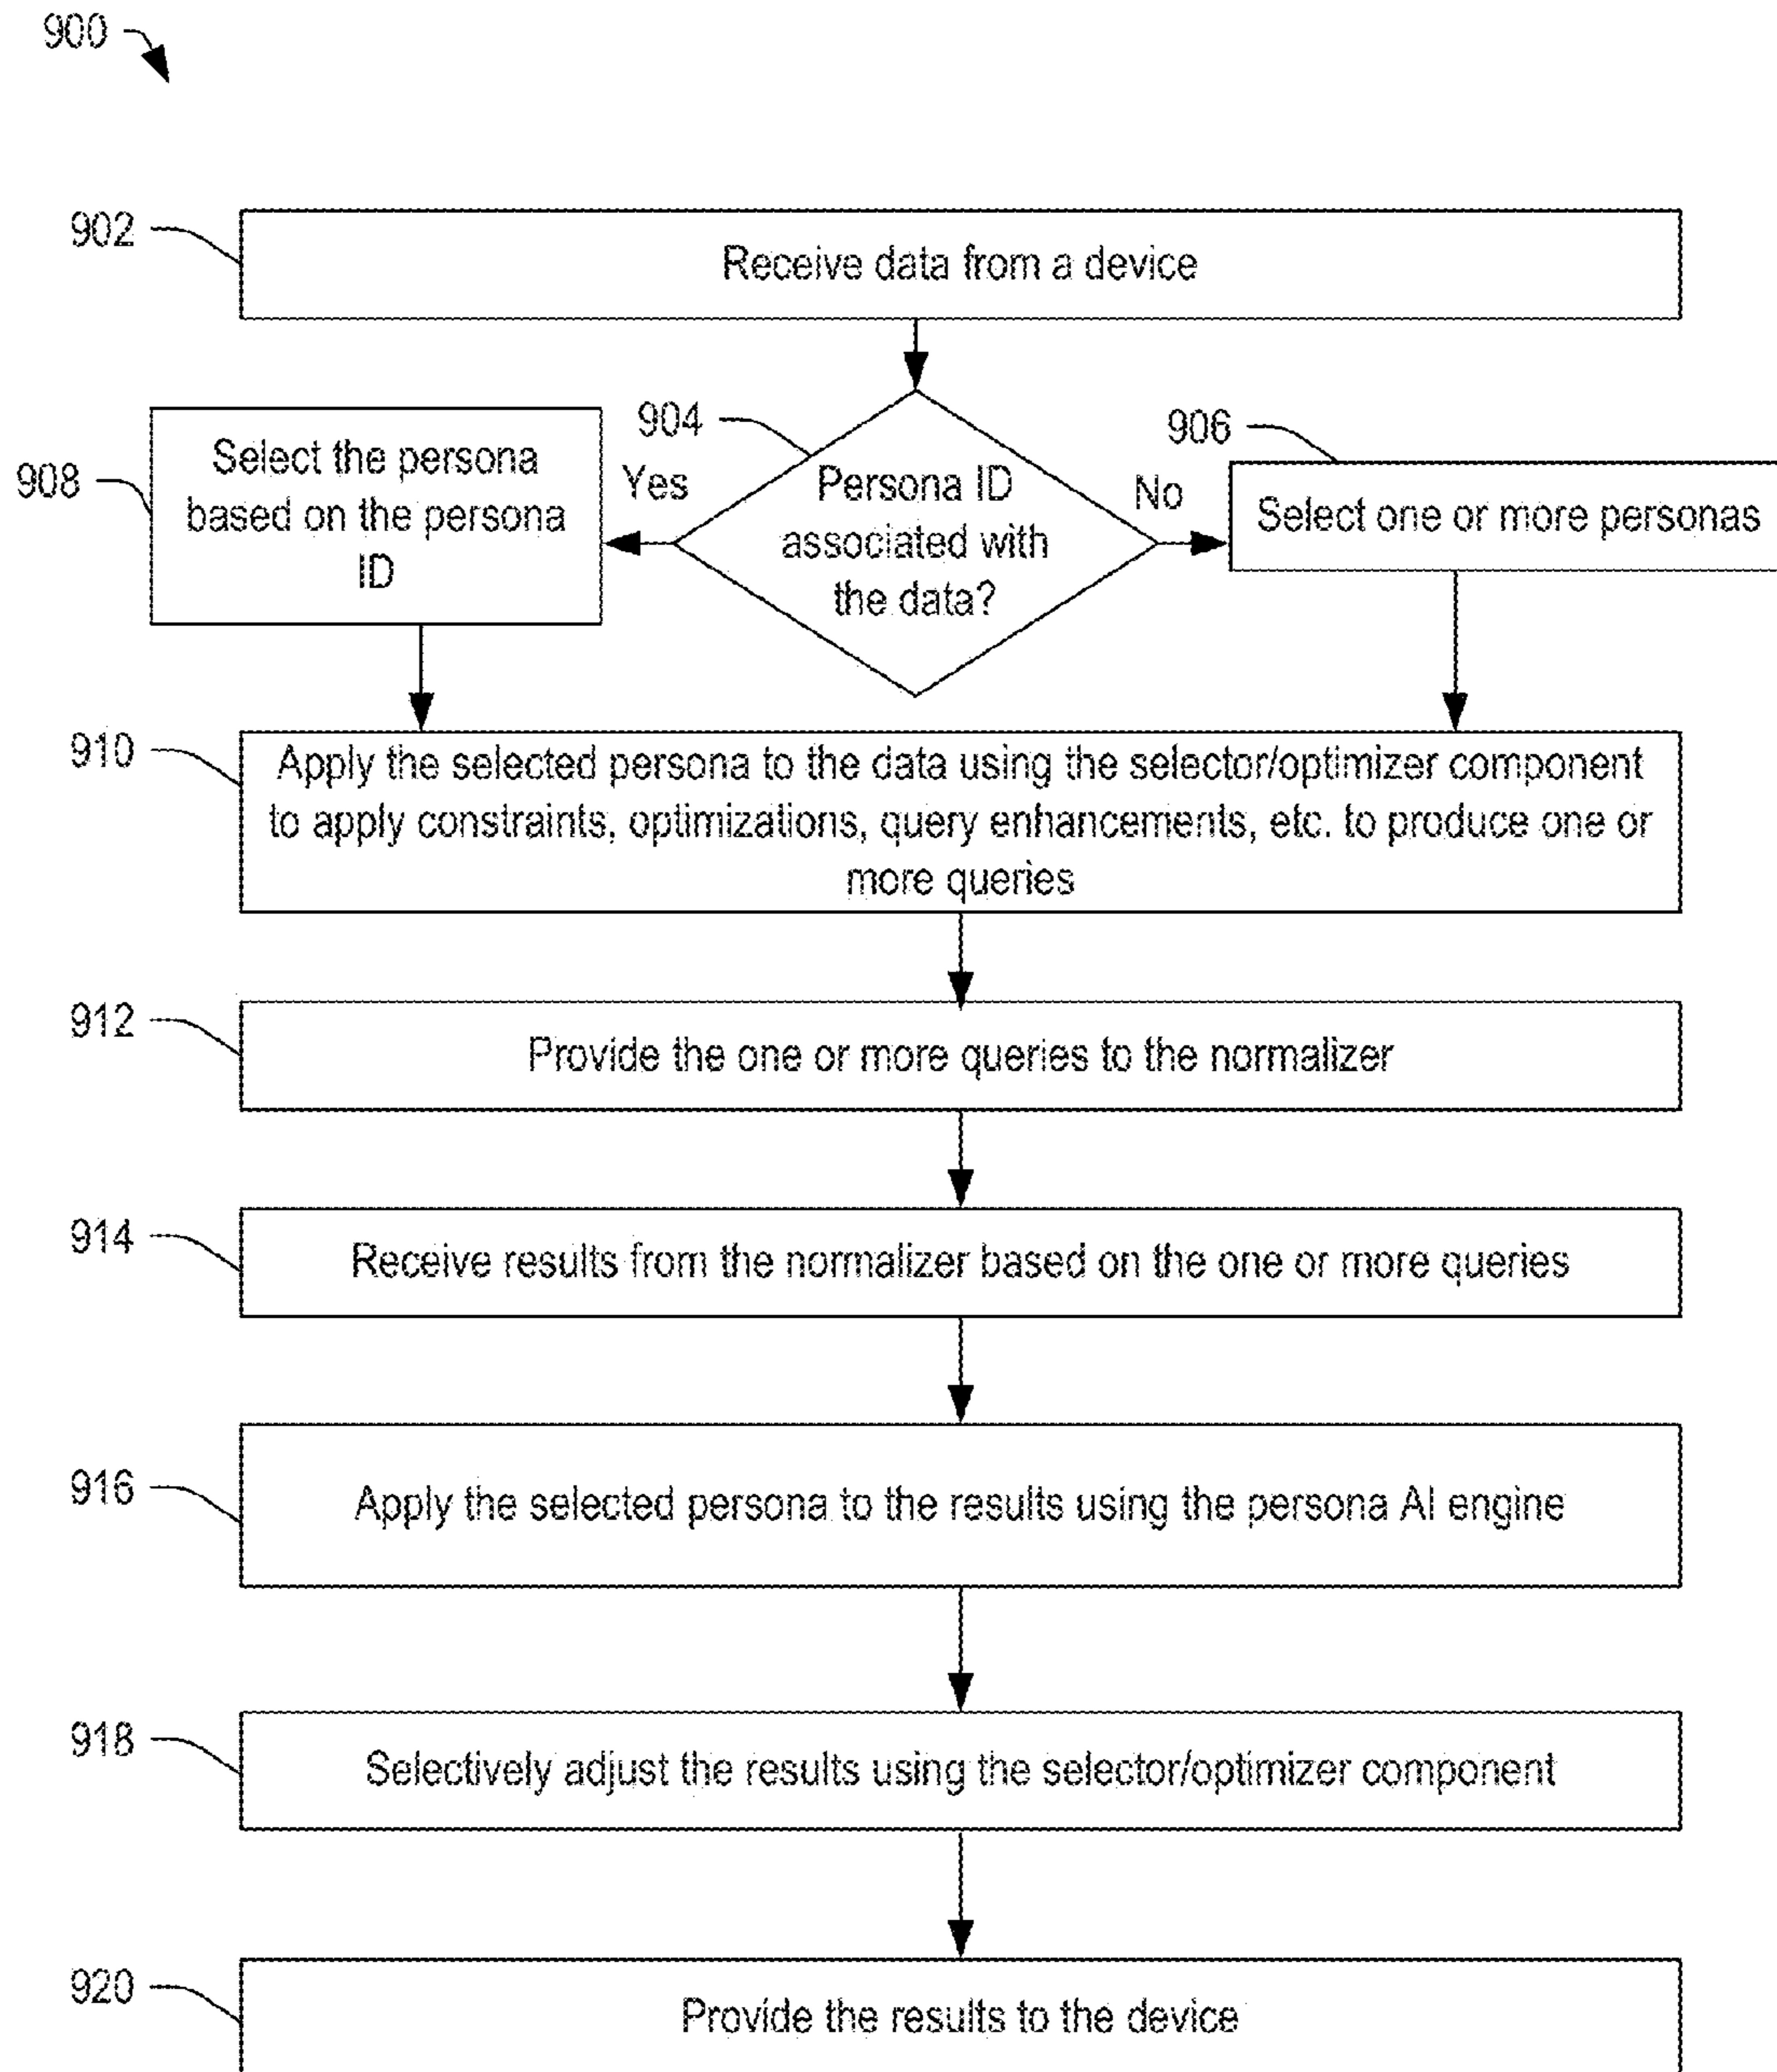 900
902
Receive data from a device
904
906
908
Select the persona
based on the persona
ID
Yes
Persona ID
associated with
the data?
No
Select one or more personas
910
Apply the selected persona to the data using the selector/optimizer component
to apply constraints, optimizations, query enhancements, etc. to produce one or
more queries
912
Provide the one or more queries to the normalizer
914
Receive results from the normalizer based on the one or more queries
916
Apply the selected persona to the results using the persona AI engine
918
Selectively adjust the results using the selector/optimizer component
920
Provide the results to the device